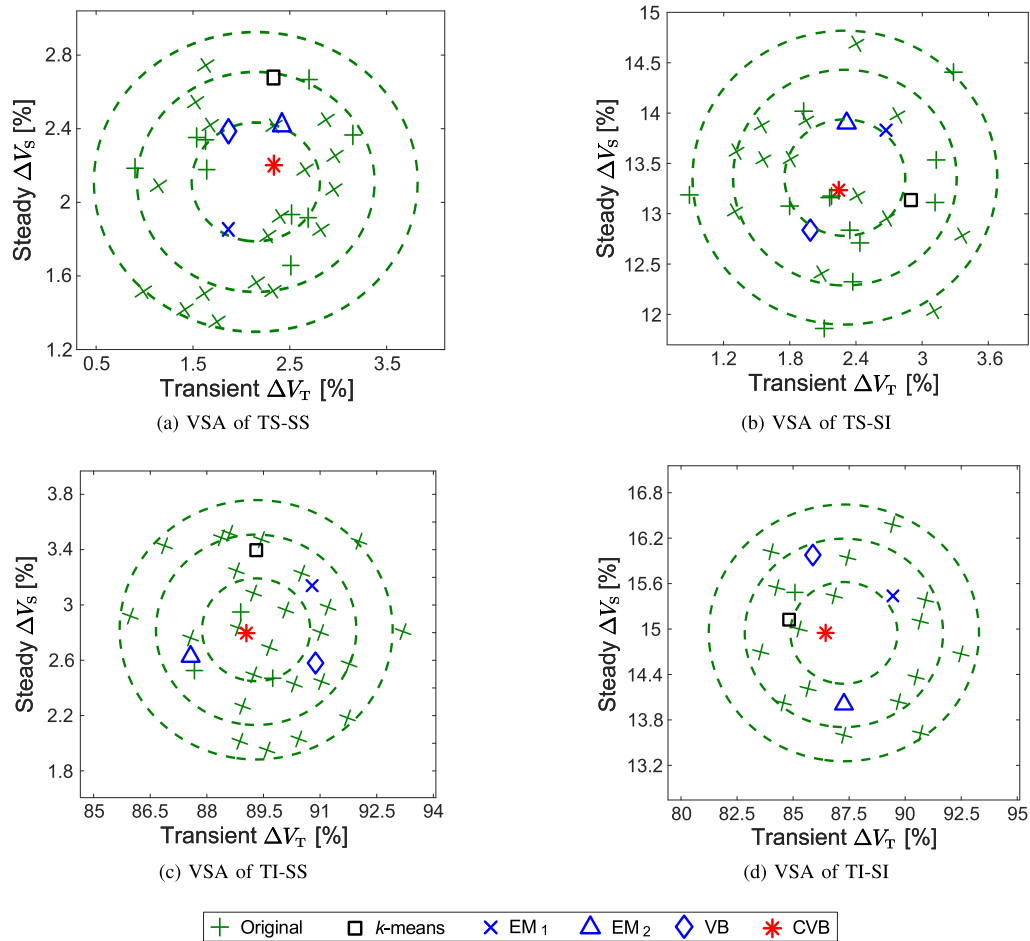 2.8
2.4
2
1.6
1.2
Steady ΔVS [%]
0.5 1.5 2.5 3.5
Transient ΔVT [%]
(a) VSA of TS-SS
15
14.5
14
13.5
13
12.5
12
Steady ΔVS [%]
1.2 1.8 2.4 3 3.6
Transient ΔVT [%]
(b) VSA of TS-SI
3.8
3.4
3
2.6
2.2
1.8
Steady ΔVS [%]
85 86.5 88 89.5 91 92.5 94
Transient ΔVT [%]
(c) VSA of TI-SS
16.8
16.2
15.6
15
14.4
13.8
13.2
Steady ΔVS [%]
80 82.5 85 87.5 90 92.5 95
Transient ΔVT [%]
(d) VSA of TI-SI
Original k-means EM1 EM2 VB CVB